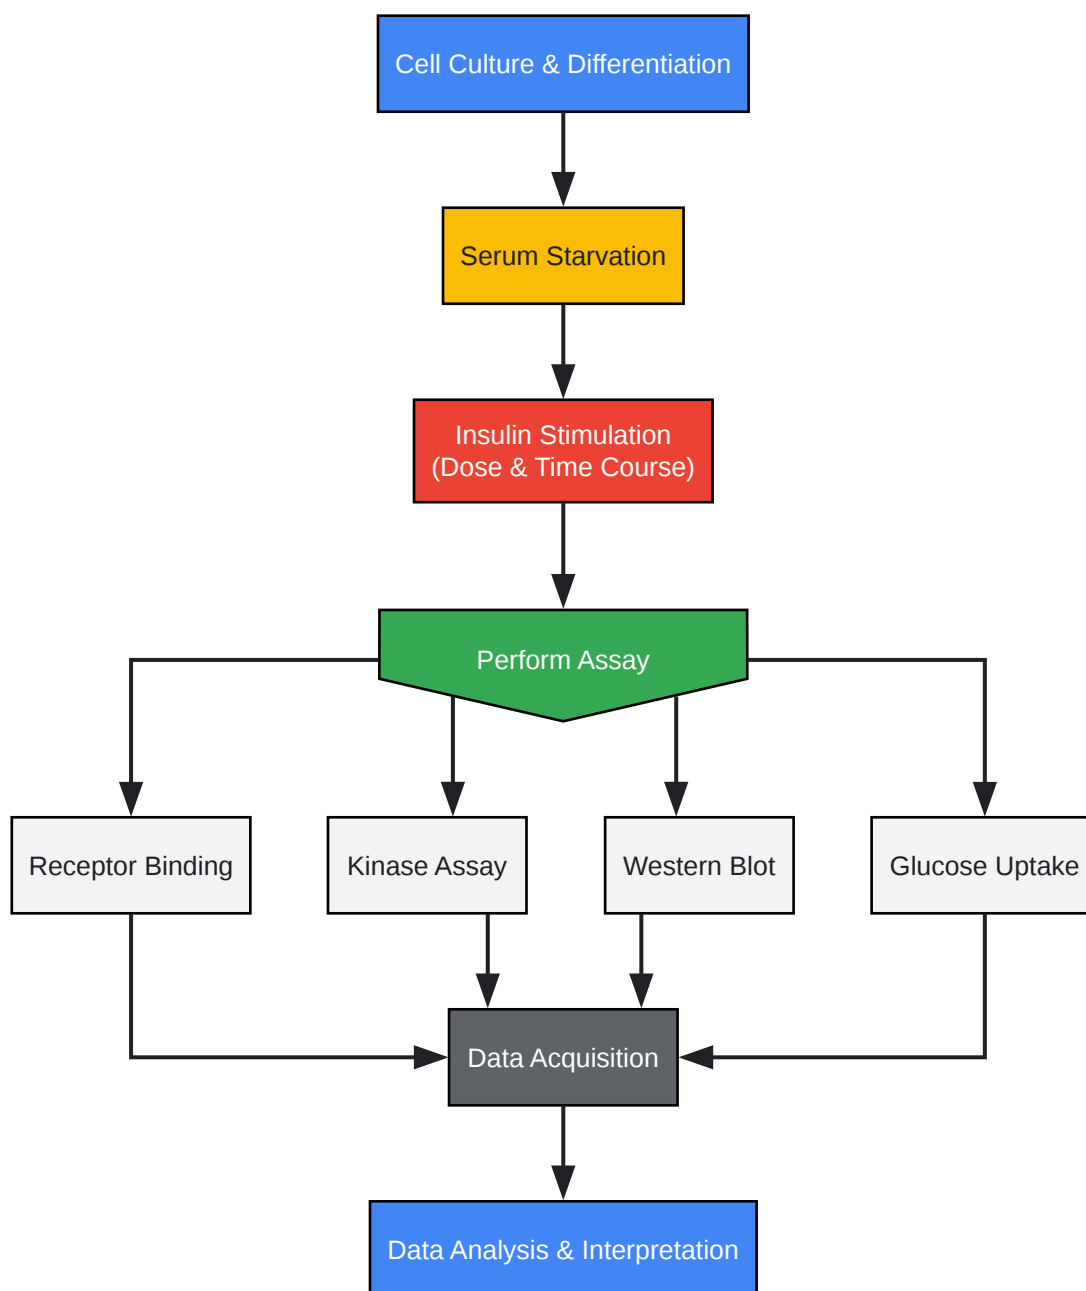 Cell Culture & Differentiation
Serum Starvation
Insulin Stimulation
(Dose & Time Course)
Perform Assay
Receptor Binding
Kinase Assay
Western Blot
Glucose Uptake
Data Acquisition
Data Analysis & Interpretation